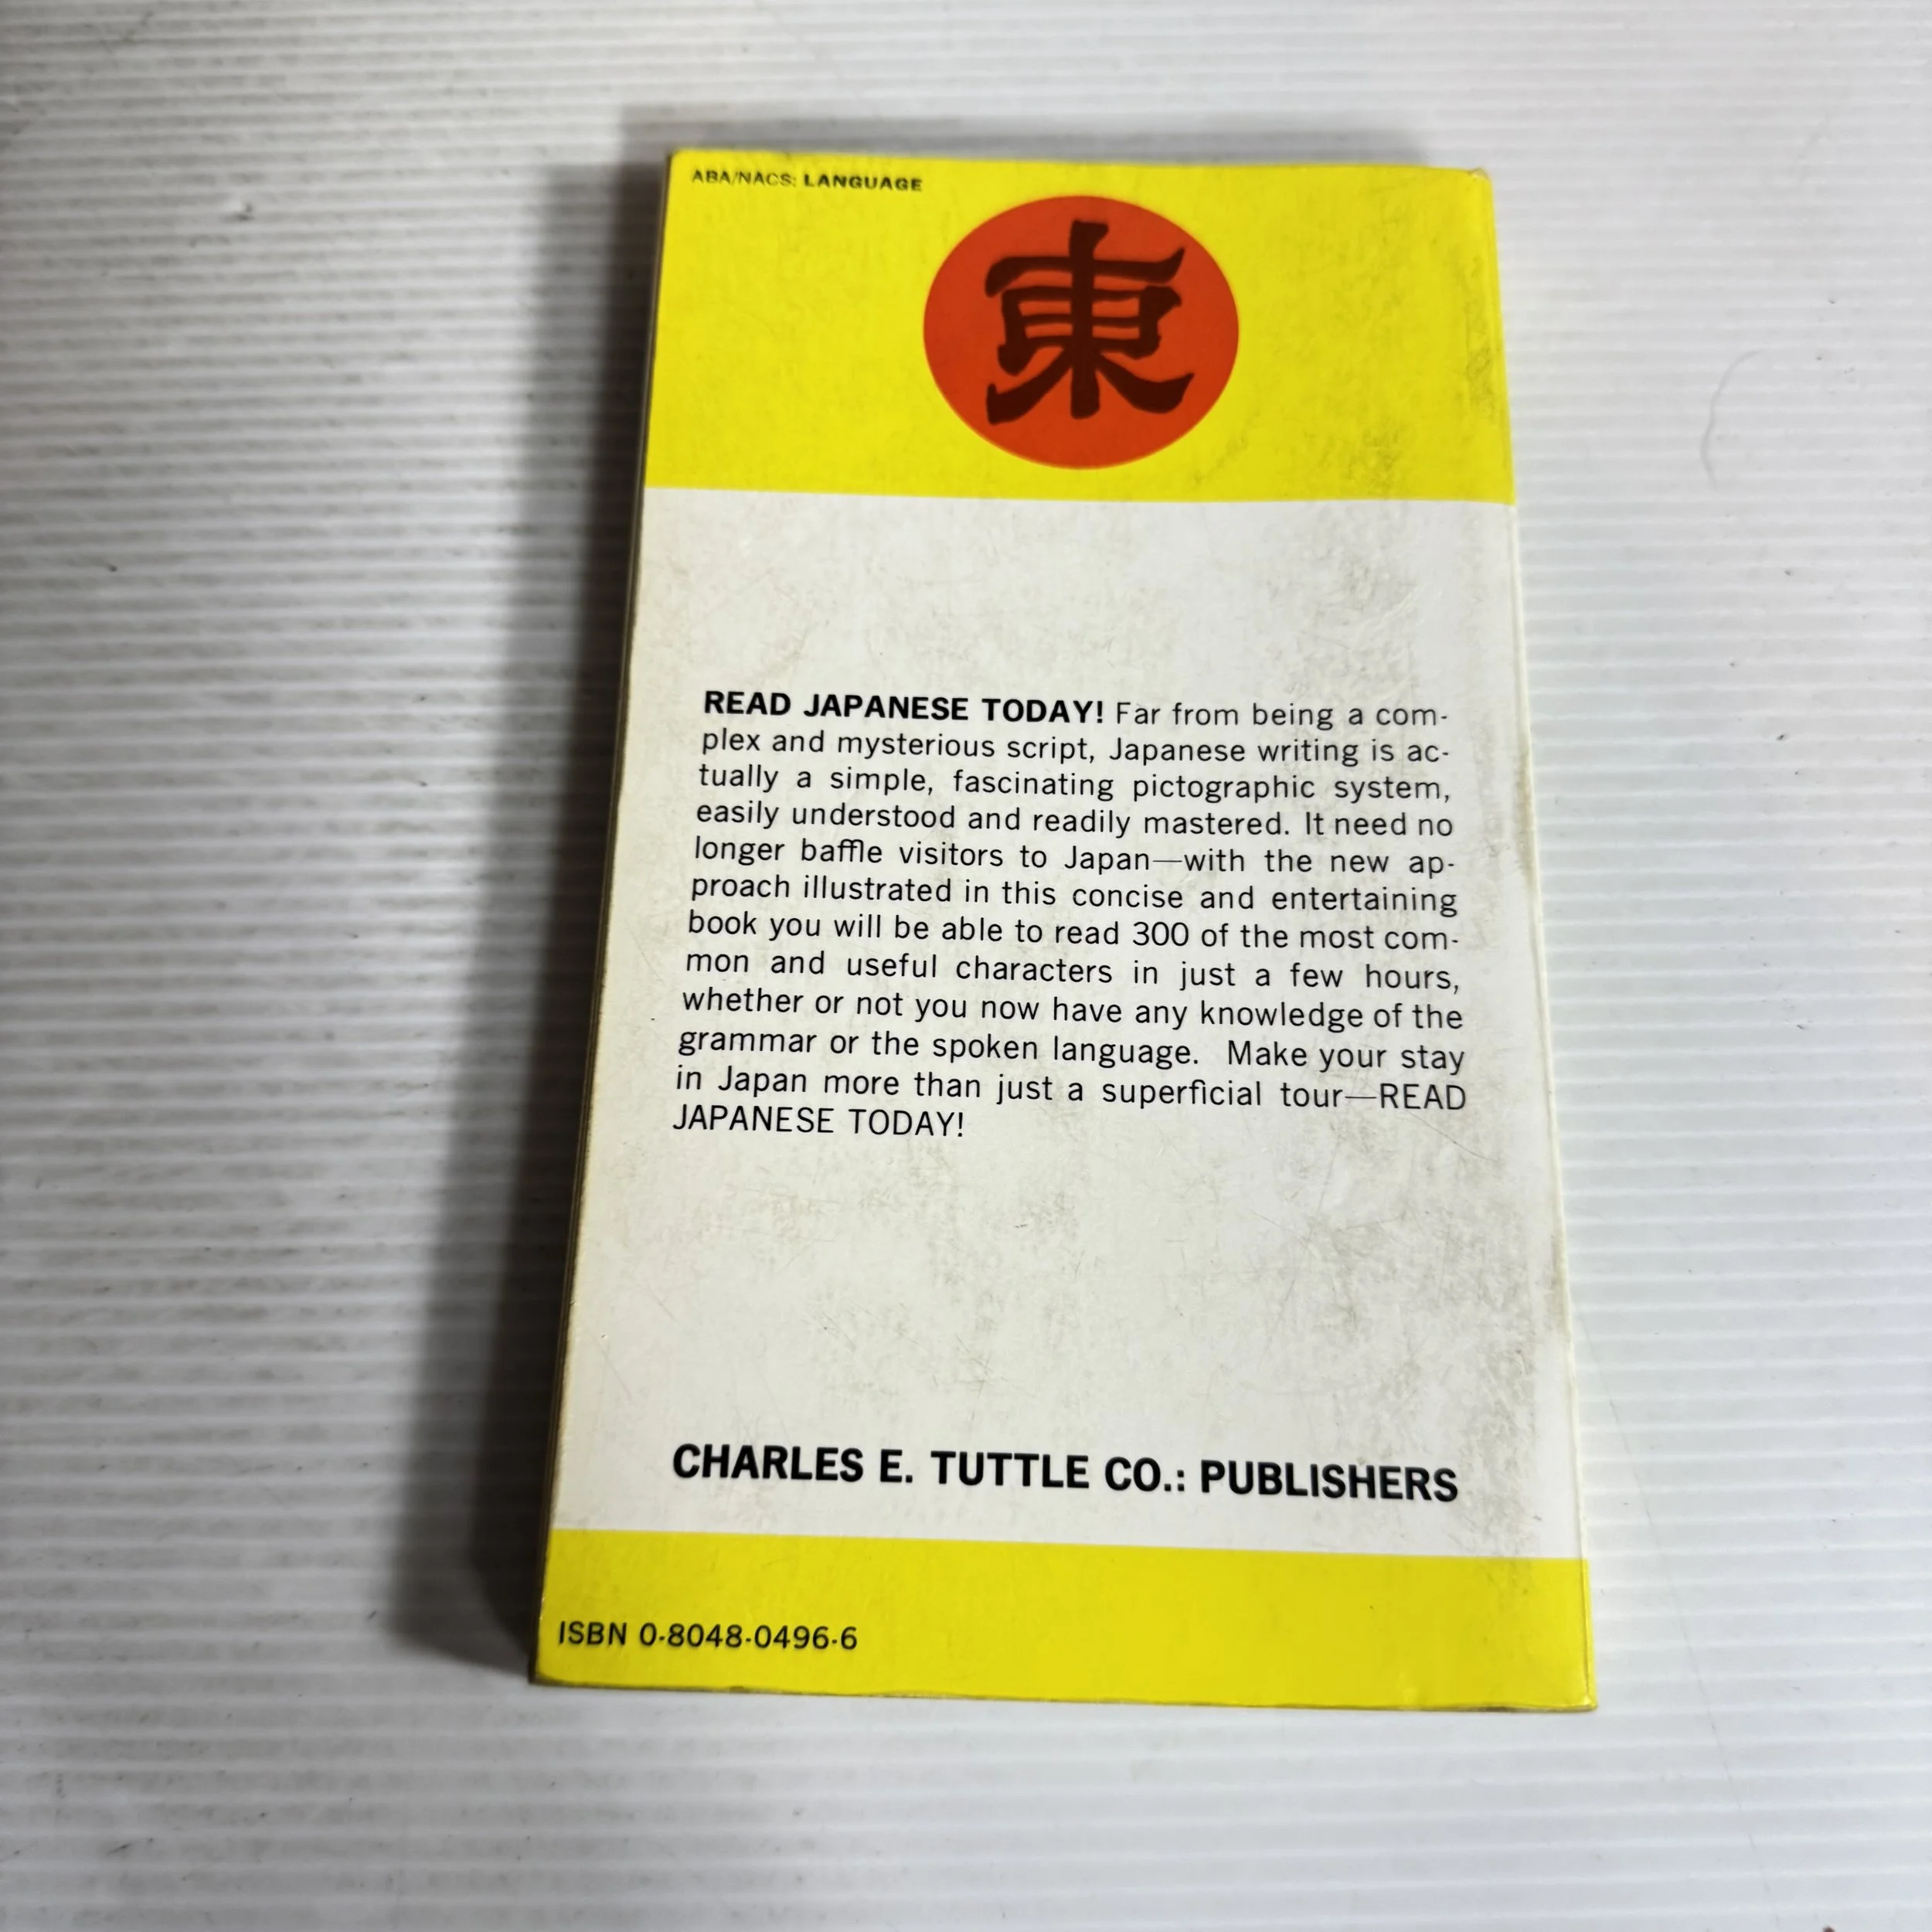 ABA/NACS: LANGUAGE
東
READ JAPANESE TODAY! Far from being a com-
plex and mysterious script, Japanese writing is ac-
tually a simple, fascinating pictographic system,
easily understood and readily mastered. It need no
longer baffle visitors to Japan—with the new ap-
proach illustrated in this concise and entertaining
book you will be able to read 300 of the most com-
mon and useful characters in just a few hours,
whether or not you now have any knowledge of the
grammar or the spoken language. Make your stay
in Japan more than just a superficial tour—READ
JAPANESE TODAY!
CHARLES E. TUTTLE CO.: PUBLISHERS
ISBN 0-8048-0496-6